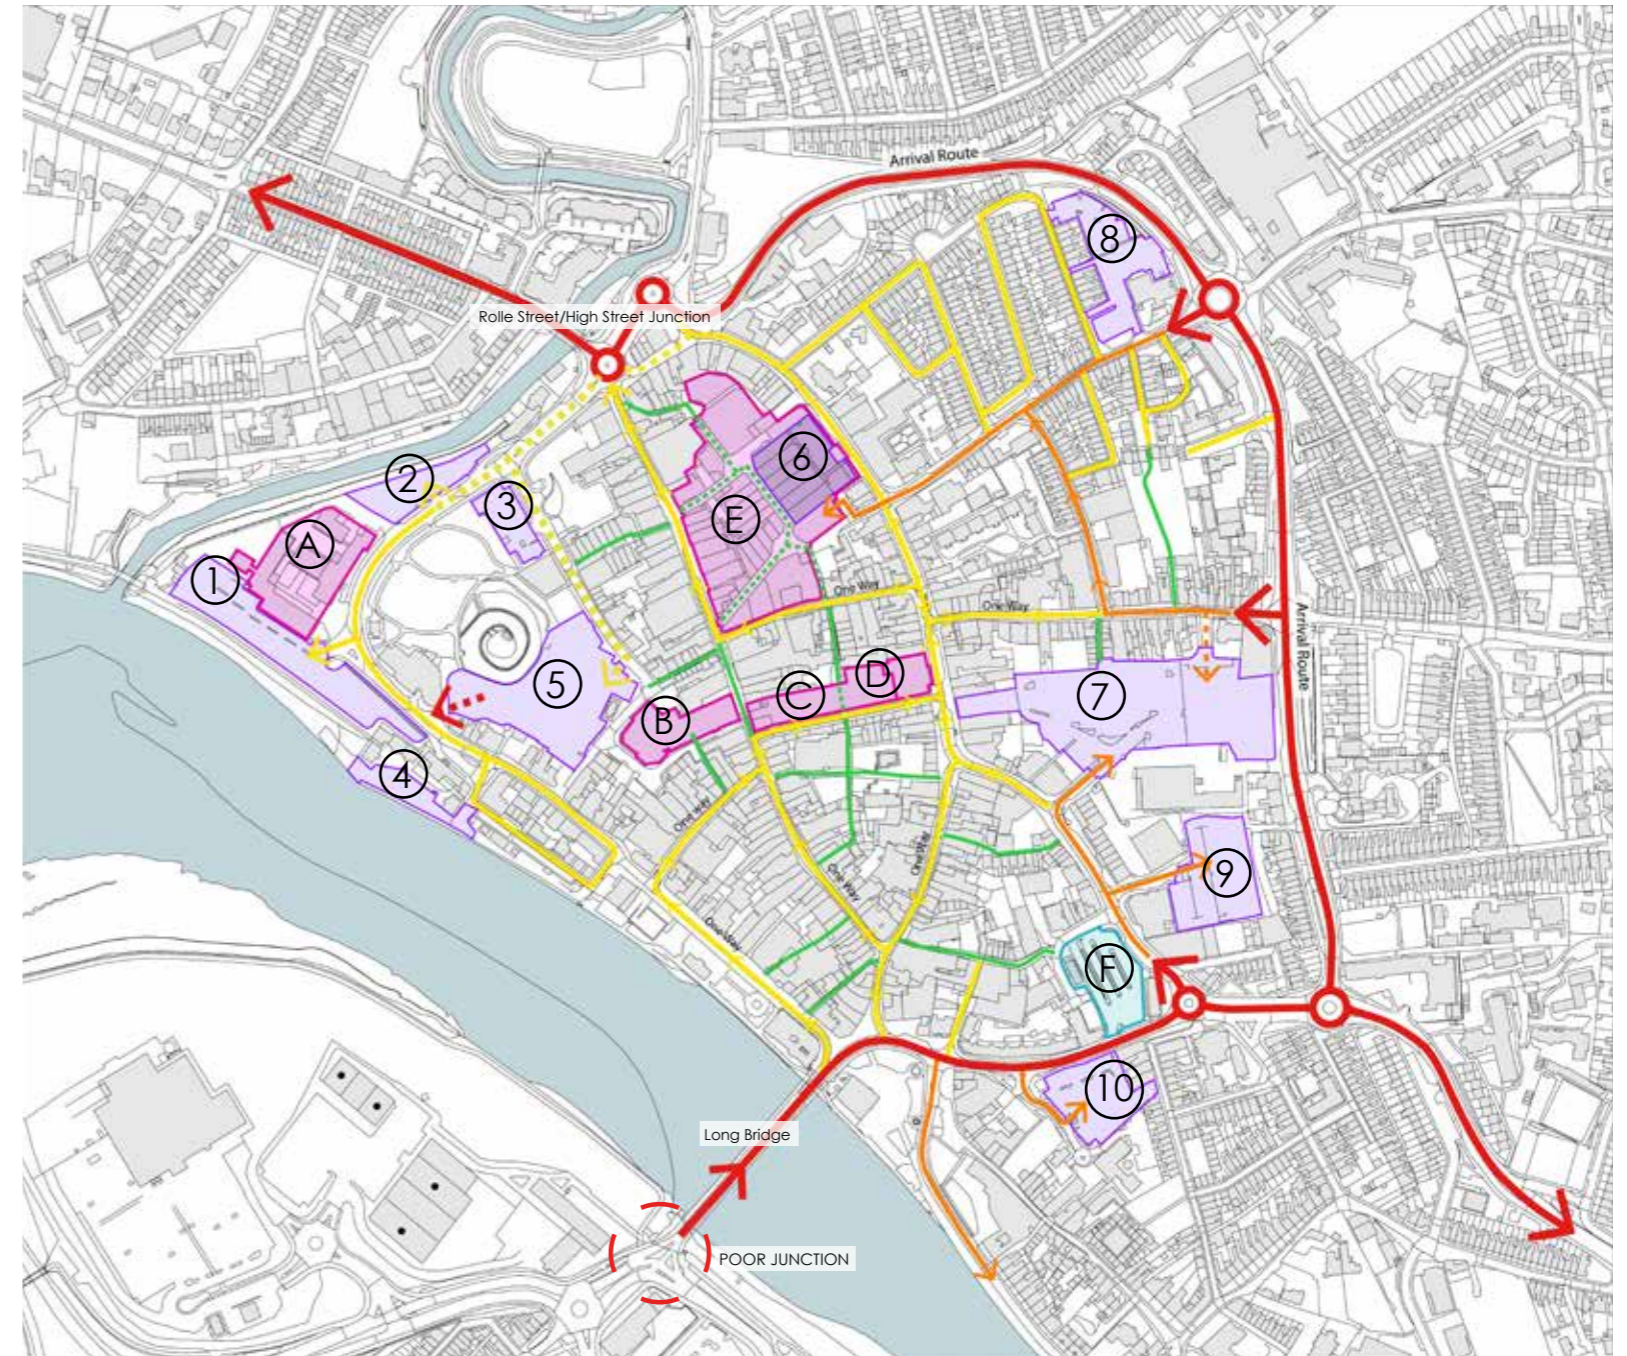 Arrival Route
8
Rolle Street/High Street Junction
6
2
3
E
A
1
One Way
One Way
Arrival Route
D
5
C
7
B
4
One Way
One Way
One Way
9
One Way
F
10
Long Bridge
POOR JUNCTION